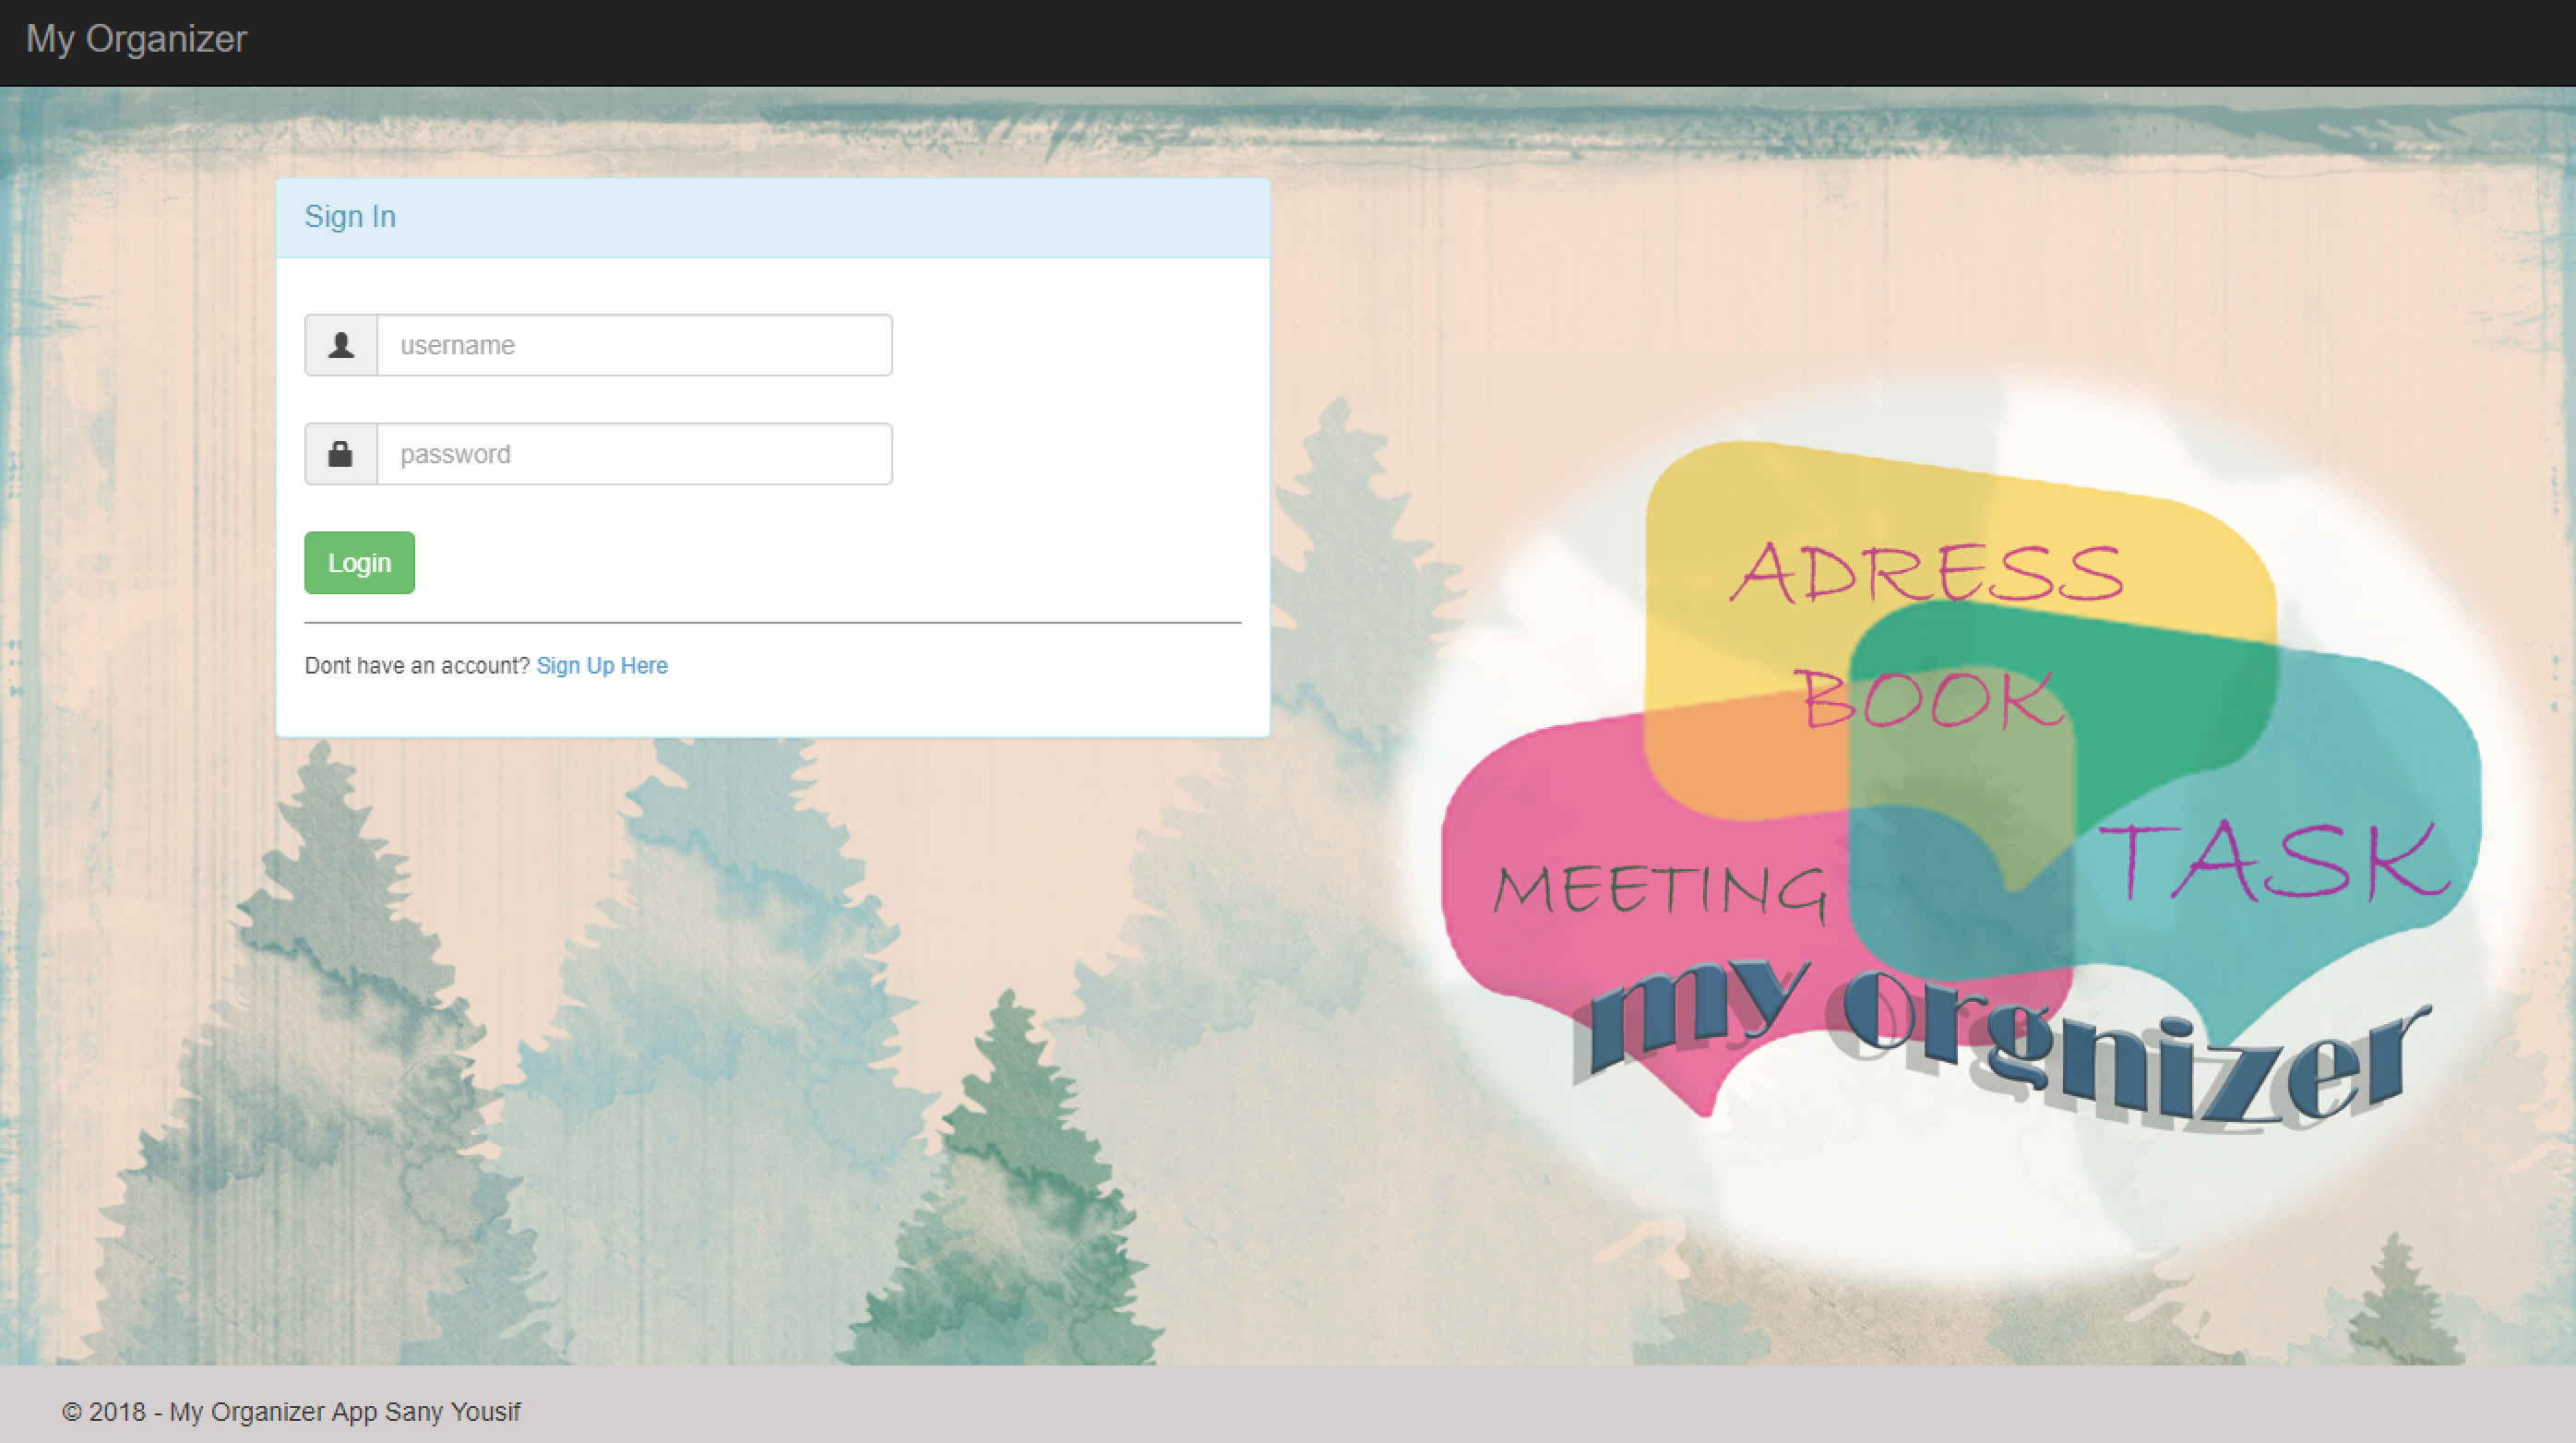 My Organizer
Sign In
username
password
Login
Dont have an account? Sign Up Here
ADRESS
BOOK
MEETING
TASK
my orgnizer
© 2018 - My Organizer App Sany Yousif